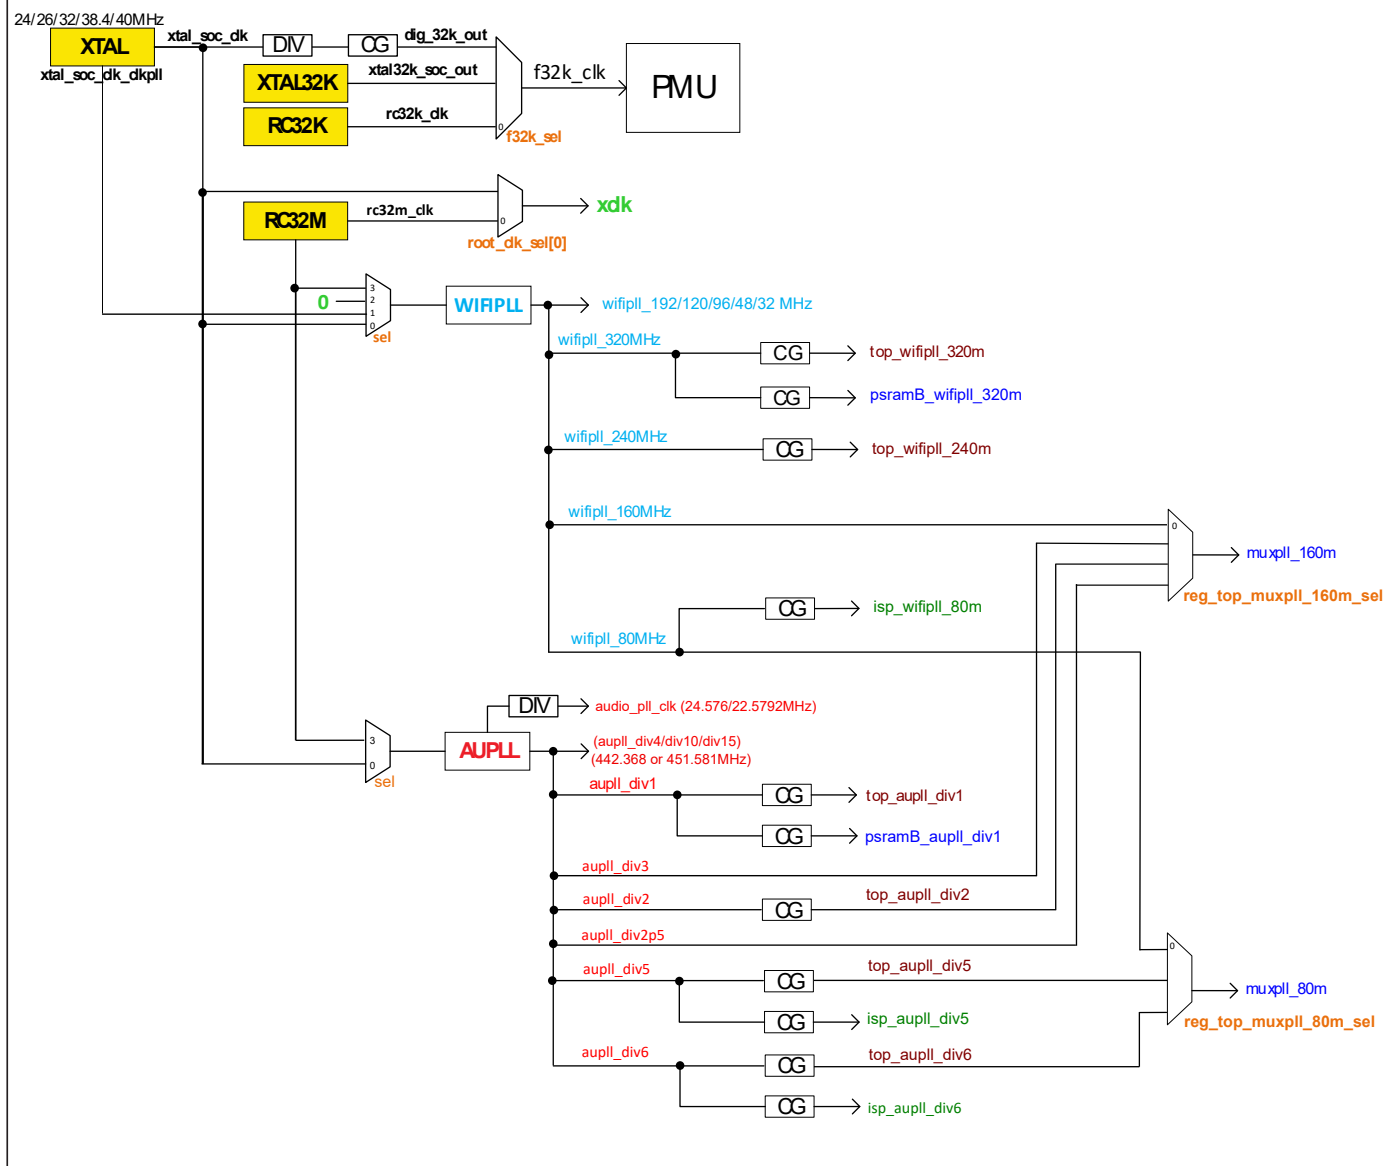 24/26/32/38.4/40MHz
XTAL
xtal_soc_clk
DIV
CG
dig_32k_out
xtal_soc_clk_clkpll
XTAL32K
xtal32k_soc_out
f32k_clk
PMU
RC32K
rc32k_clk
0
f32k_sel
RC32M
rc32m_clk
0
xclk
root_clk_sel[0]
3
0
2
1
0
sel
WIFIPLL
wifipll_192/120/96/48/32 MHz
wifipll_320MHz
CG
top_wifipll_320m
CG
psramB_wifipll_320m
wifipll_240MHz
CG
top_wifipll_240m
wifipll_160MHz
0
muxpll_160m
reg_top_muxpll_160m_sel
CG
isp_wifipll_80m
wifipll_80MHz
DIV
audio_pll_clk (24.576/22.5792MHz)
3
0
sel
AUPLL
(aupll_div4/div10/div15)
(442.368 or 451.581MHz)
aupll_div1
CG
top_aupll_div1
CG
psramB_aupll_div1
aupll_div3
aupll_div2
CG
top_aupll_div2
aupll_div2p5
0
aupll_div5
CG
top_aupll_div5
muxpll_80m
reg_top_muxpll_80m_sel
CG
isp_aupll_div5
aupll_div6
CG
top_aupll_div6
CG
isp_aupll_div6